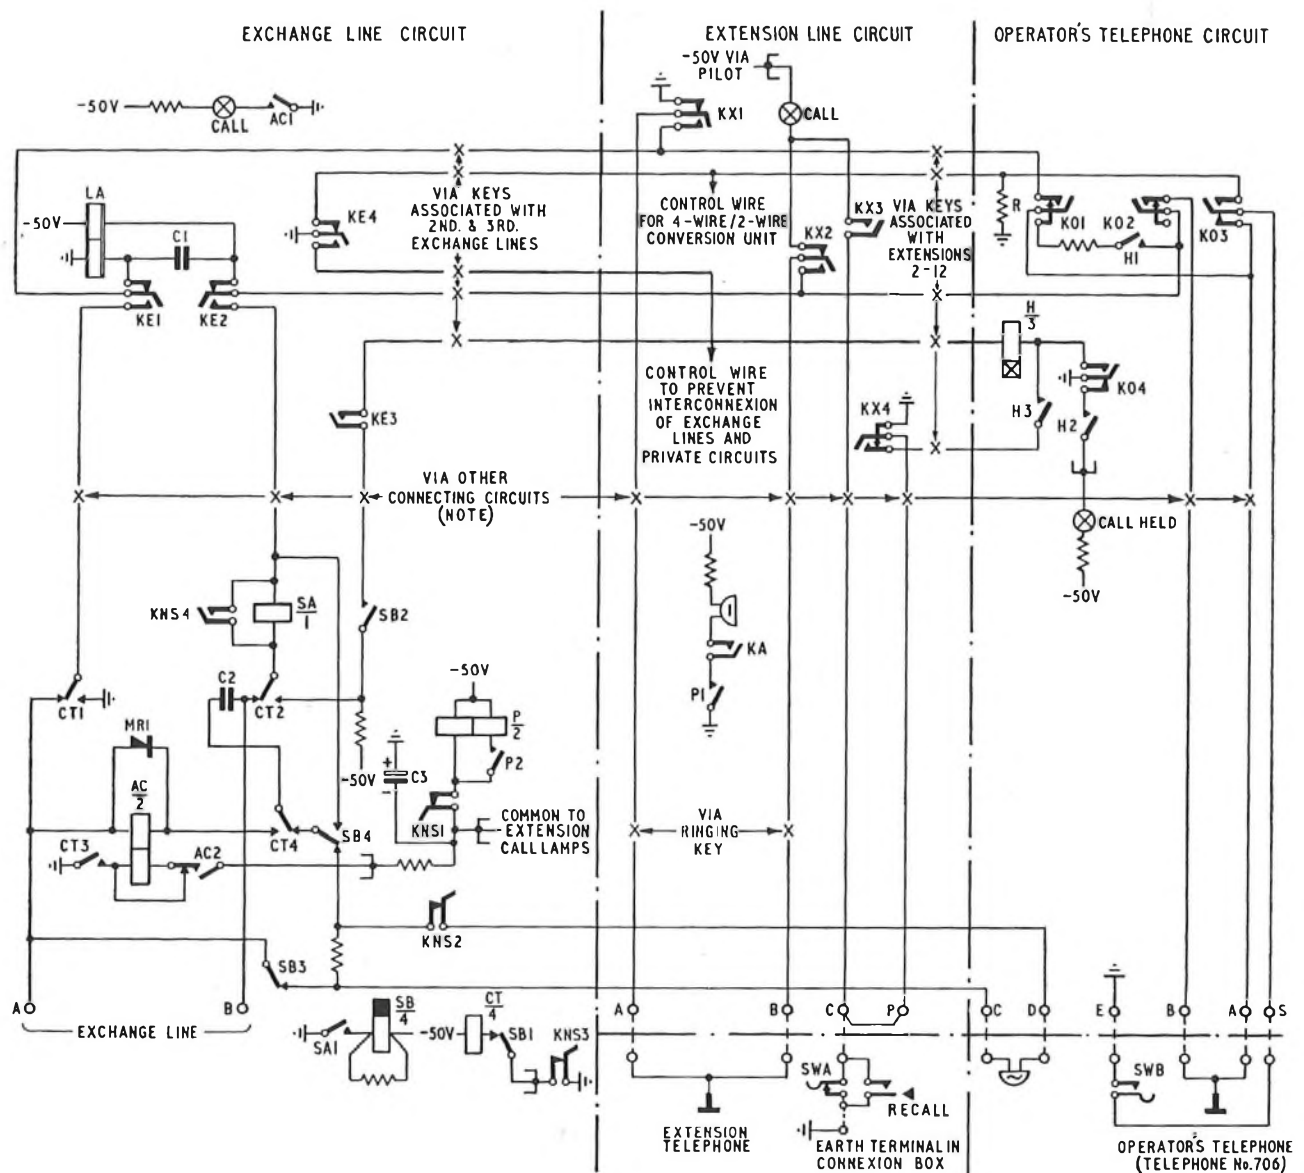 EXCHANGE LINE CIRCUIT
EXTENSION LINE CIRCUIT
OPERATOR'S TELEPHONE CIRCUIT
-50V VIA
PILOT
-50V
CALL
AC1
KX1
CALL
LA
-50V
C1
KE4
VIA KEYS
ASSOCIATED WITH
2ND. & 3RD.
EXCHANGE LINES
CONTROL WIRE
FOR 4-WIRE/2-WIRE
CONVERSION UNIT
KX3
KX2
VIA KEYS
ASSOCIATED
WITH
EXTENSIONS
2-12
R
KO1
KO2
H1
KO3
KE1
KE2
H
3
CONTROL WIRE
TO PREVENT
INTERCONNEXION
OF EXCHANGE
LINES AND
PRIVATE CIRCUITS
KE3
KX4
H3
H2
KO4
VIA OTHER
CONNECTING CIRCUITS
(NOTE)
CALL HELD
-50V
-50V
KNS4
SA
1
SB2
KA
P1
C2
CT1
CT2
-50V
P
2
MR1
-50V
C3
+
-
P2
AC
2
KNS1
COMMON TO
EXTENSION
CALL LAMPS
VIA
RINGING
KEY
CT3
AC2
CT4
SB4
KNS2
SB3
A
B
EXCHANGE LINE
SA1
SB
4
-50V
CT
4
SB1
KNS3
A
B
C
P
C
D
E
B
A
S
SWA
RECALL
SWB
EXTENSION
TELEPHONE
EARTH TERMINAL IN
CONNEXION BOX
OPERATOR'S TELEPHONE
(TELEPHONE No.706)